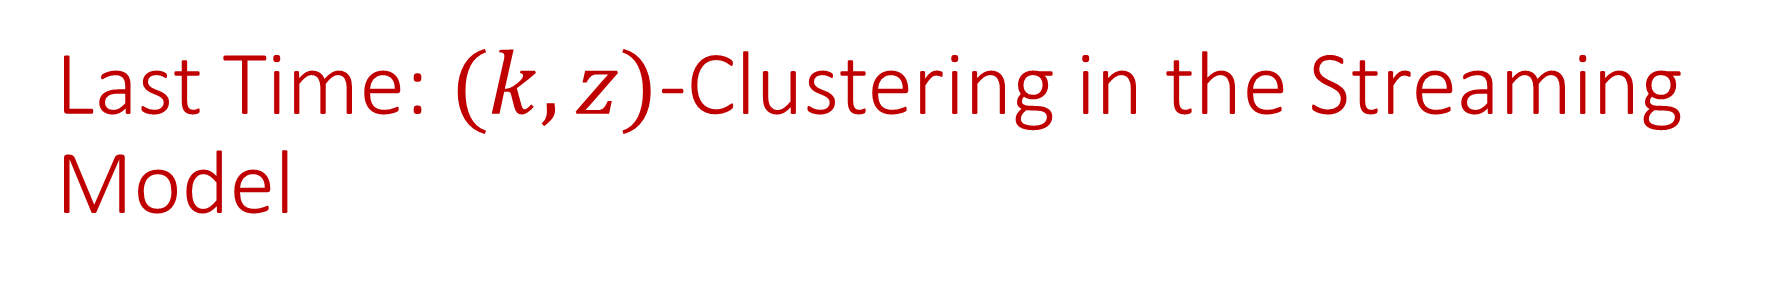 Last Time: (k, z)-Clustering in the Streaming
Model